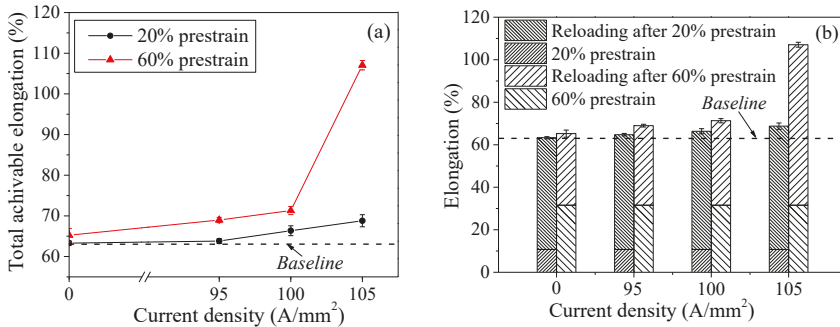 Total achivable elongation (%)
120
110
100
90
80
70
60
20% prestrain
60% prestrain
(a)
Baseline
0
95
100
105
Current density (A/mm²)
Elongation (%)
120
100
80
60
40
20
0
Reloading after 20% prestrain
20% prestrain
Reloading after 60% prestrain
60% prestrain
(b)
Baseline
0
95
100
105
Current density (A/mm²)